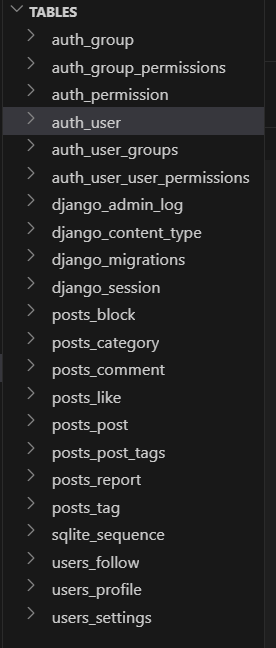 TABLES
auth_group
auth_group_permissions
auth_permission
auth_user
auth_user_groups
auth_user_user_permissions
django_admin_log
django_content_type
django_migrations
django_session
posts_block
posts_category
posts_comment
posts_like
posts_post
posts_post_tags
posts_report
posts_tag
sqlite_sequence
users_follow
users_profile
users_settings